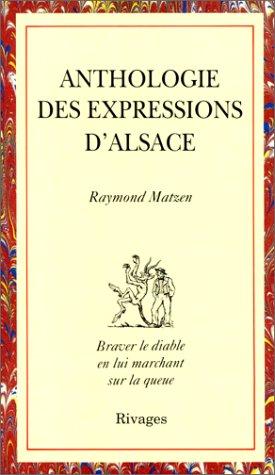 ANTHOLOGIE
DES EXPRESSIONS
D'ALSACE
Raymond Matzen
Braver le diable
en lui marchant
sur la queue
Rivages